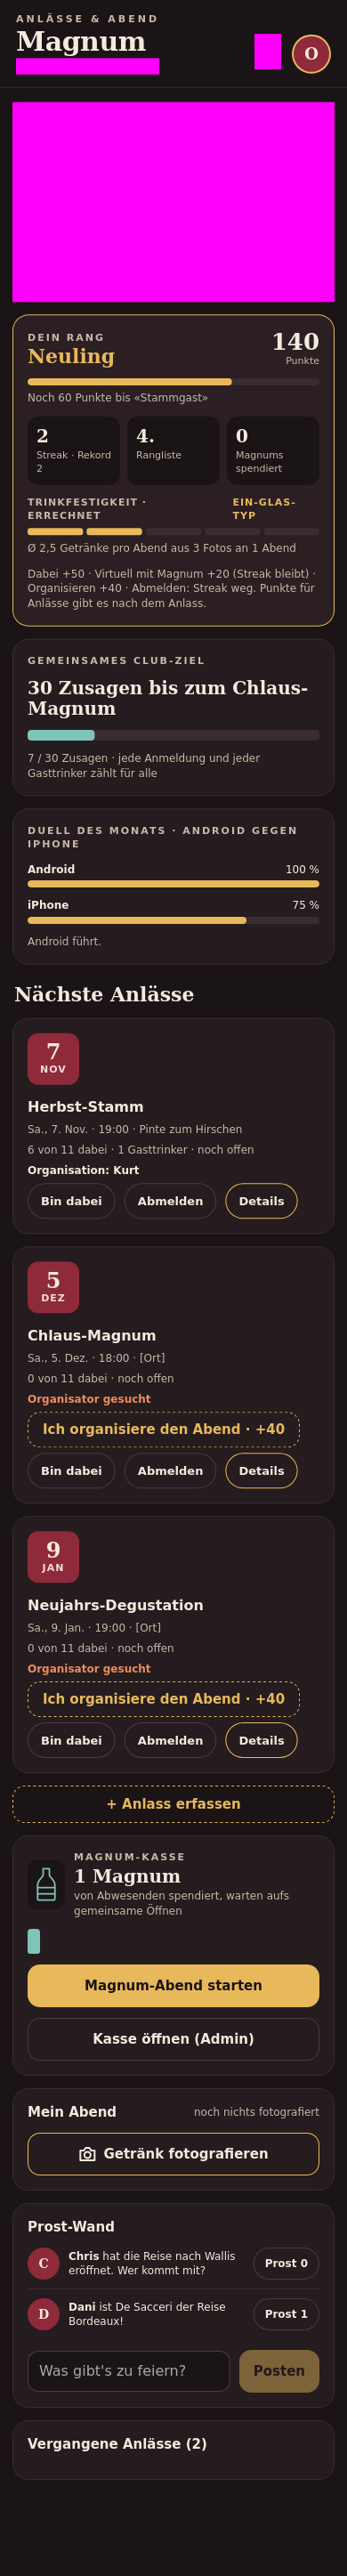 ANLÄSSE & ABEND
Magnum
O
DEIN RANG
Neuling
140
Punkte
Noch 60 Punkte bis «Stammgast»
2
Streak · Rekord
2
4.
Rangliste
0
Magnums
spendiert
TRINKFESTIGKEIT ·
ERRECHNET
EIN-GLAS-
TYP
Ø 2,5 Getränke pro Abend aus 3 Fotos an 1 Abend
Dabei +50 · Virtuell mit Magnum +20 (Streak bleibt) ·
Organisieren +40 · Abmelden: Streak weg. Punkte für
Anlässe gibt es nach dem Anlass.
GEMEINSAMES CLUB-ZIEL
30 Zusagen bis zum Chlaus-
Magnum
7 / 30 Zusagen · jede Anmeldung und jeder
Gasttrinker zählt für alle
DUELL DES MONATS · ANDROID GEGEN
IPHONE
Android
100 %
iPhone
75 %
Android führt.
Nächste Anlässe
7
NOV
Herbst-Stamm
Sa., 7. Nov. · 19:00 · Pinte zum Hirschen
6 von 11 dabei · 1 Gasttrinker · noch offen
Organisation: Kurt
Bin dabei
Abmelden
Details
5
DEZ
Chlaus-Magnum
Sa., 5. Dez. · 18:00 · [Ort]
0 von 11 dabei · noch offen
Organisator gesucht
Ich organisiere den Abend · +40
Bin dabei
Abmelden
Details
9
JAN
Neujahrs-Degustation
Sa., 9. Jan. · 19:00 · [Ort]
0 von 11 dabei · noch offen
Organisator gesucht
Ich organisiere den Abend · +40
Bin dabei
Abmelden
Details
+ Anlass erfassen
MAGNUM-KASSE
1 Magnum
von Abwesenden spendiert, warten aufs
gemeinsame Öffnen
Magnum-Abend starten
Kasse öffnen (Admin)
Mein Abend
noch nichts fotografiert
Getränk fotografieren
Prost-Wand
C
Chris hat die Reise nach Wallis
eröffnet. Wer kommt mit?
Prost 0
D
Dani ist De Sacceri der Reise
Bordeaux!
Prost 1
Was gibt's zu feiern?
Posten
Vergangene Anlässe (2)